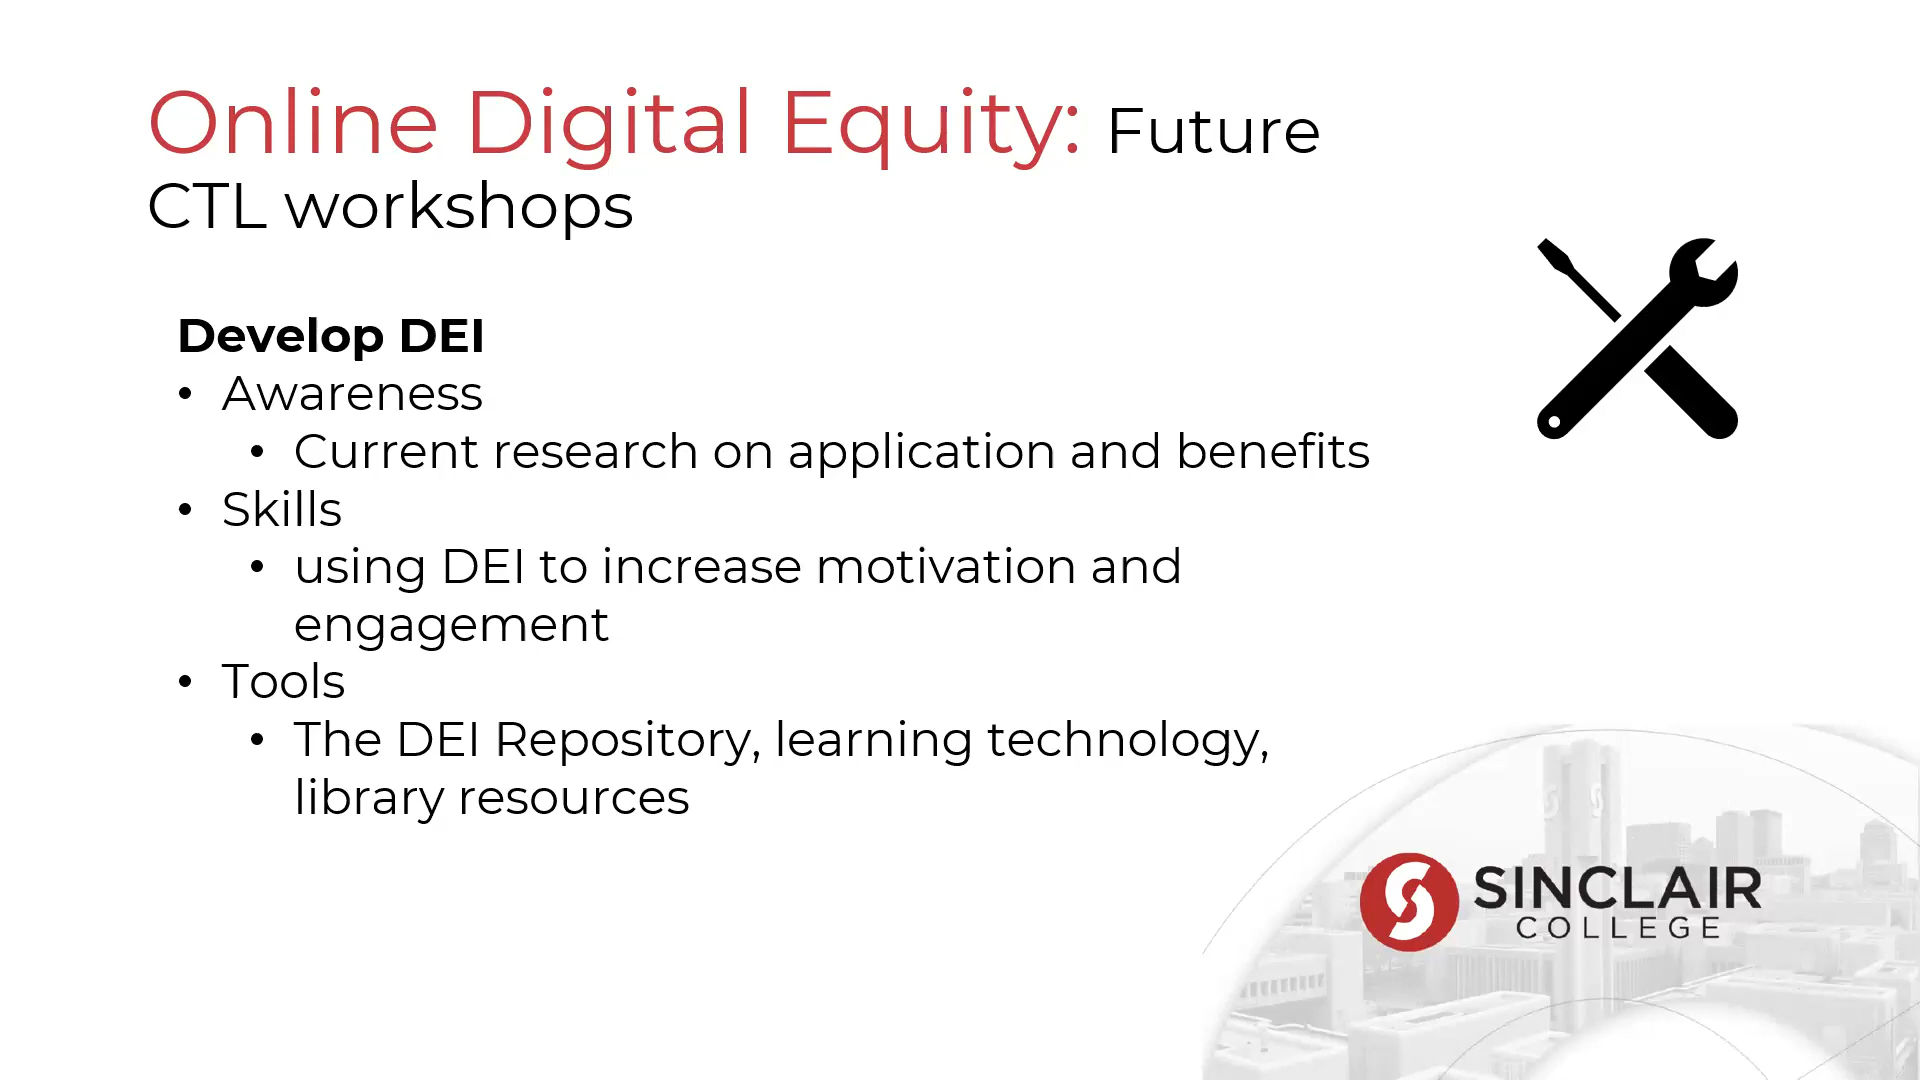 Online Digital Equity: Future
CTL workshops
Develop DEI
• Awareness
• Current research on application and benefits
• Skills
• using DEI to increase motivation and
engagement
• Tools
• The DEI Repository, learning technology,
library resources
SINCLAIR
COLLEGE